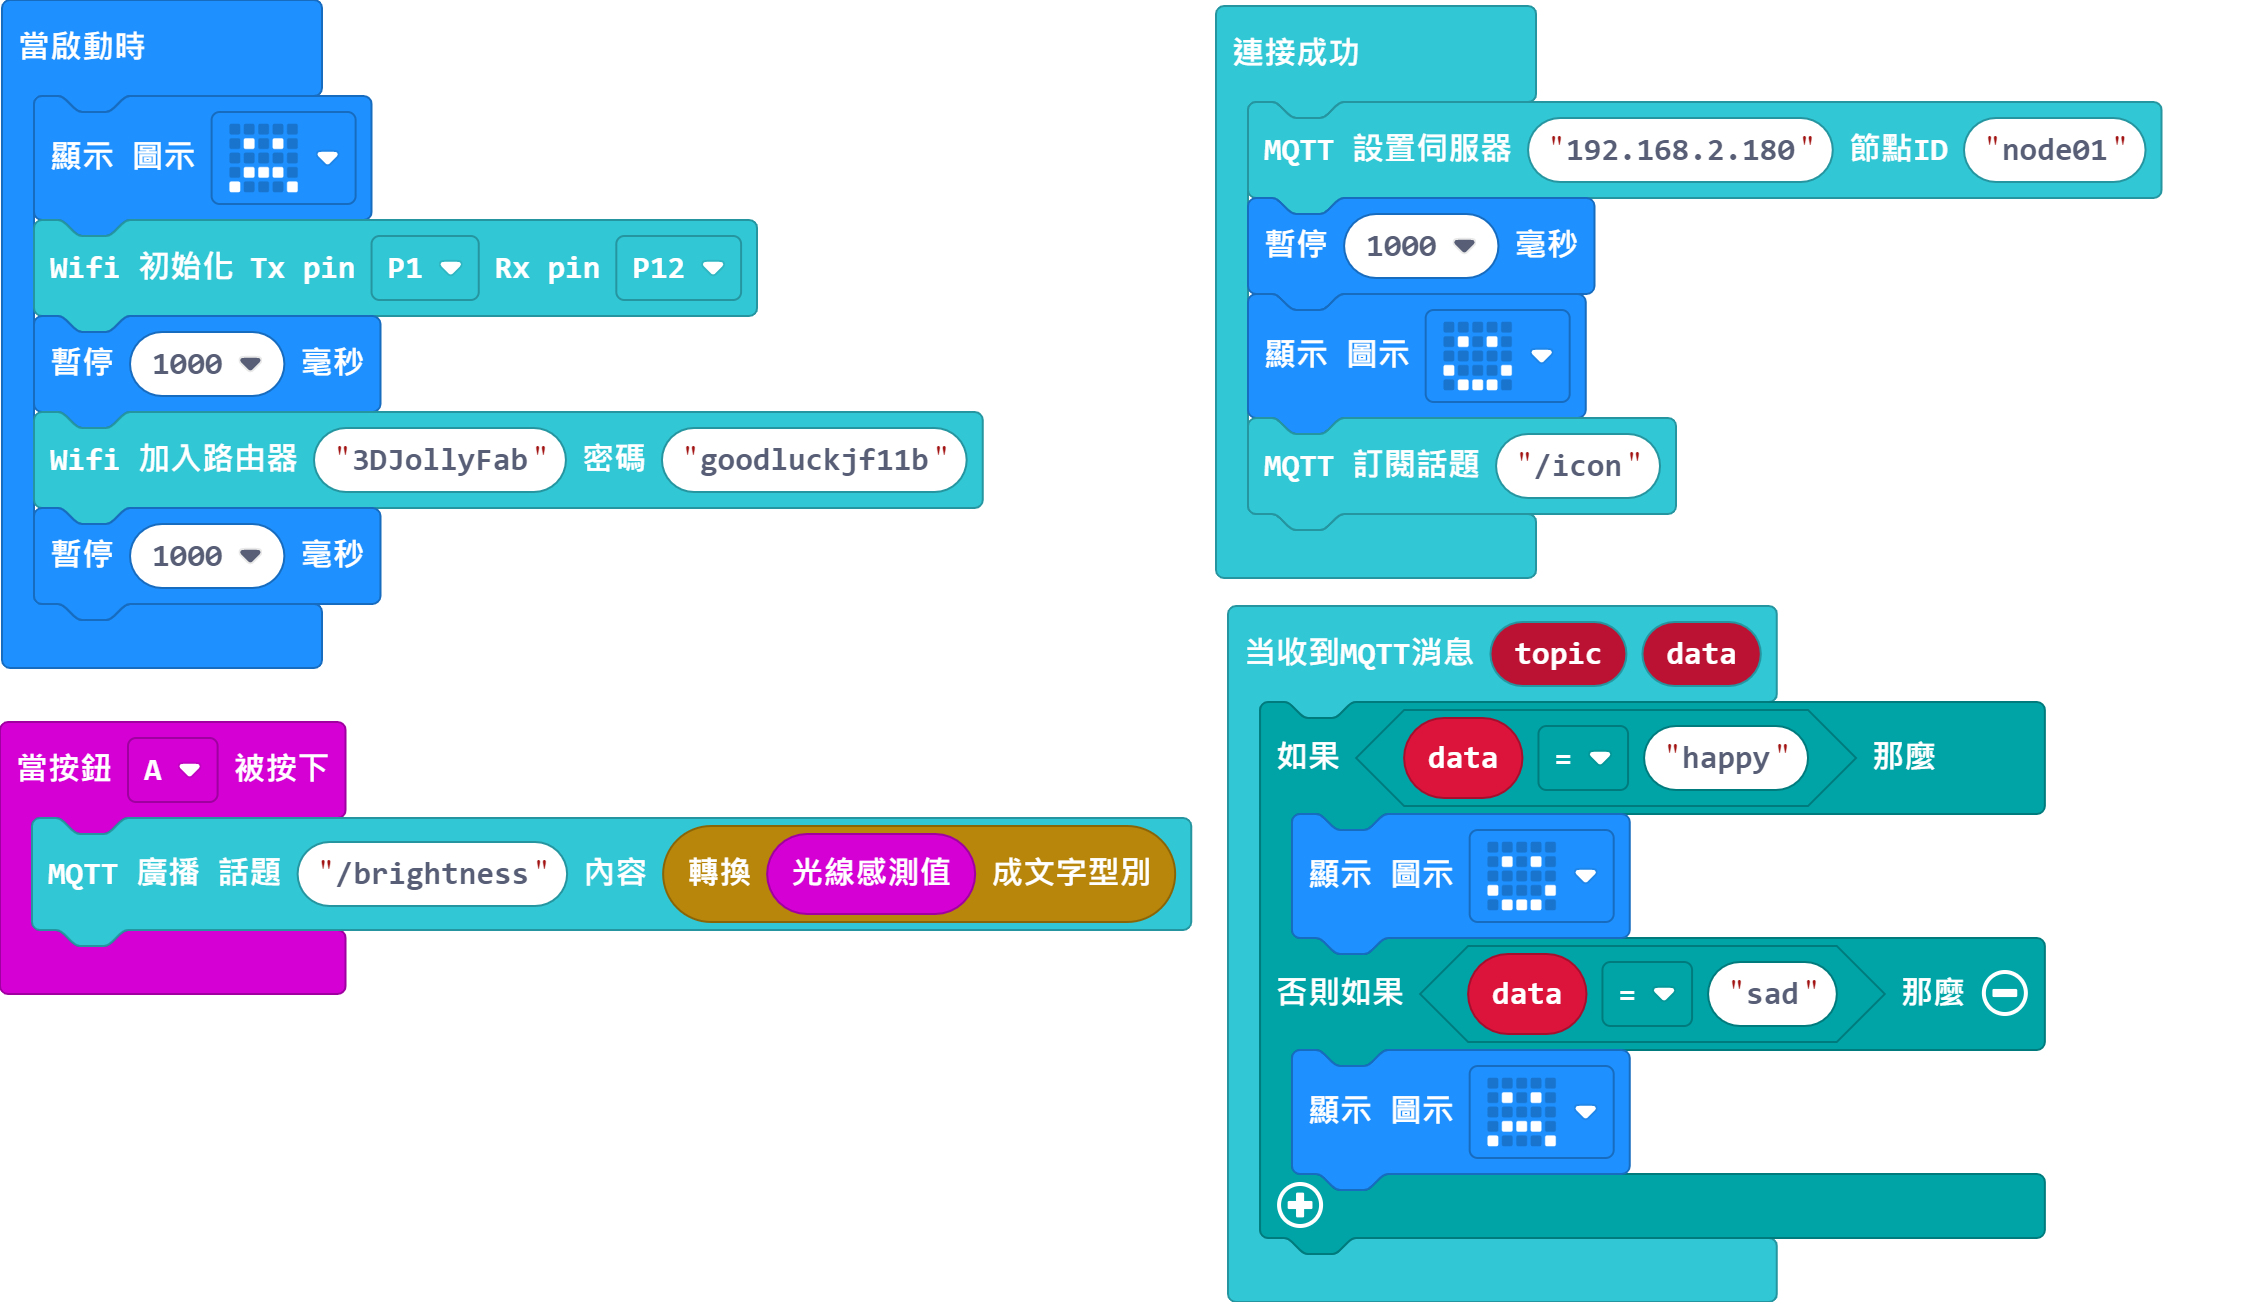 當啟動時
顯示 圖示
Wifi 初始化 Tx pin P1 Rx pin P12
暫停 1000 毫秒
Wifi 加入路由器 "3DJollyFab" 密碼 "goodluckjf11b"
暫停 1000 毫秒
當按鈕 A 被按下
MQTT 廣播 話題 "/brightness" 內容 轉換 光線感測值 成文字型別
連接成功
MQTT 設置伺服器 "192.168.2.180" 節點ID "node01"
暫停 1000 毫秒
顯示 圖示
MQTT 訂閱話題 "/icon"
当收到MQTT消息 topic data
如果 data = "happy" 那麼
顯示 圖示
否則如果 data = "sad" 那麼
顯示 圖示